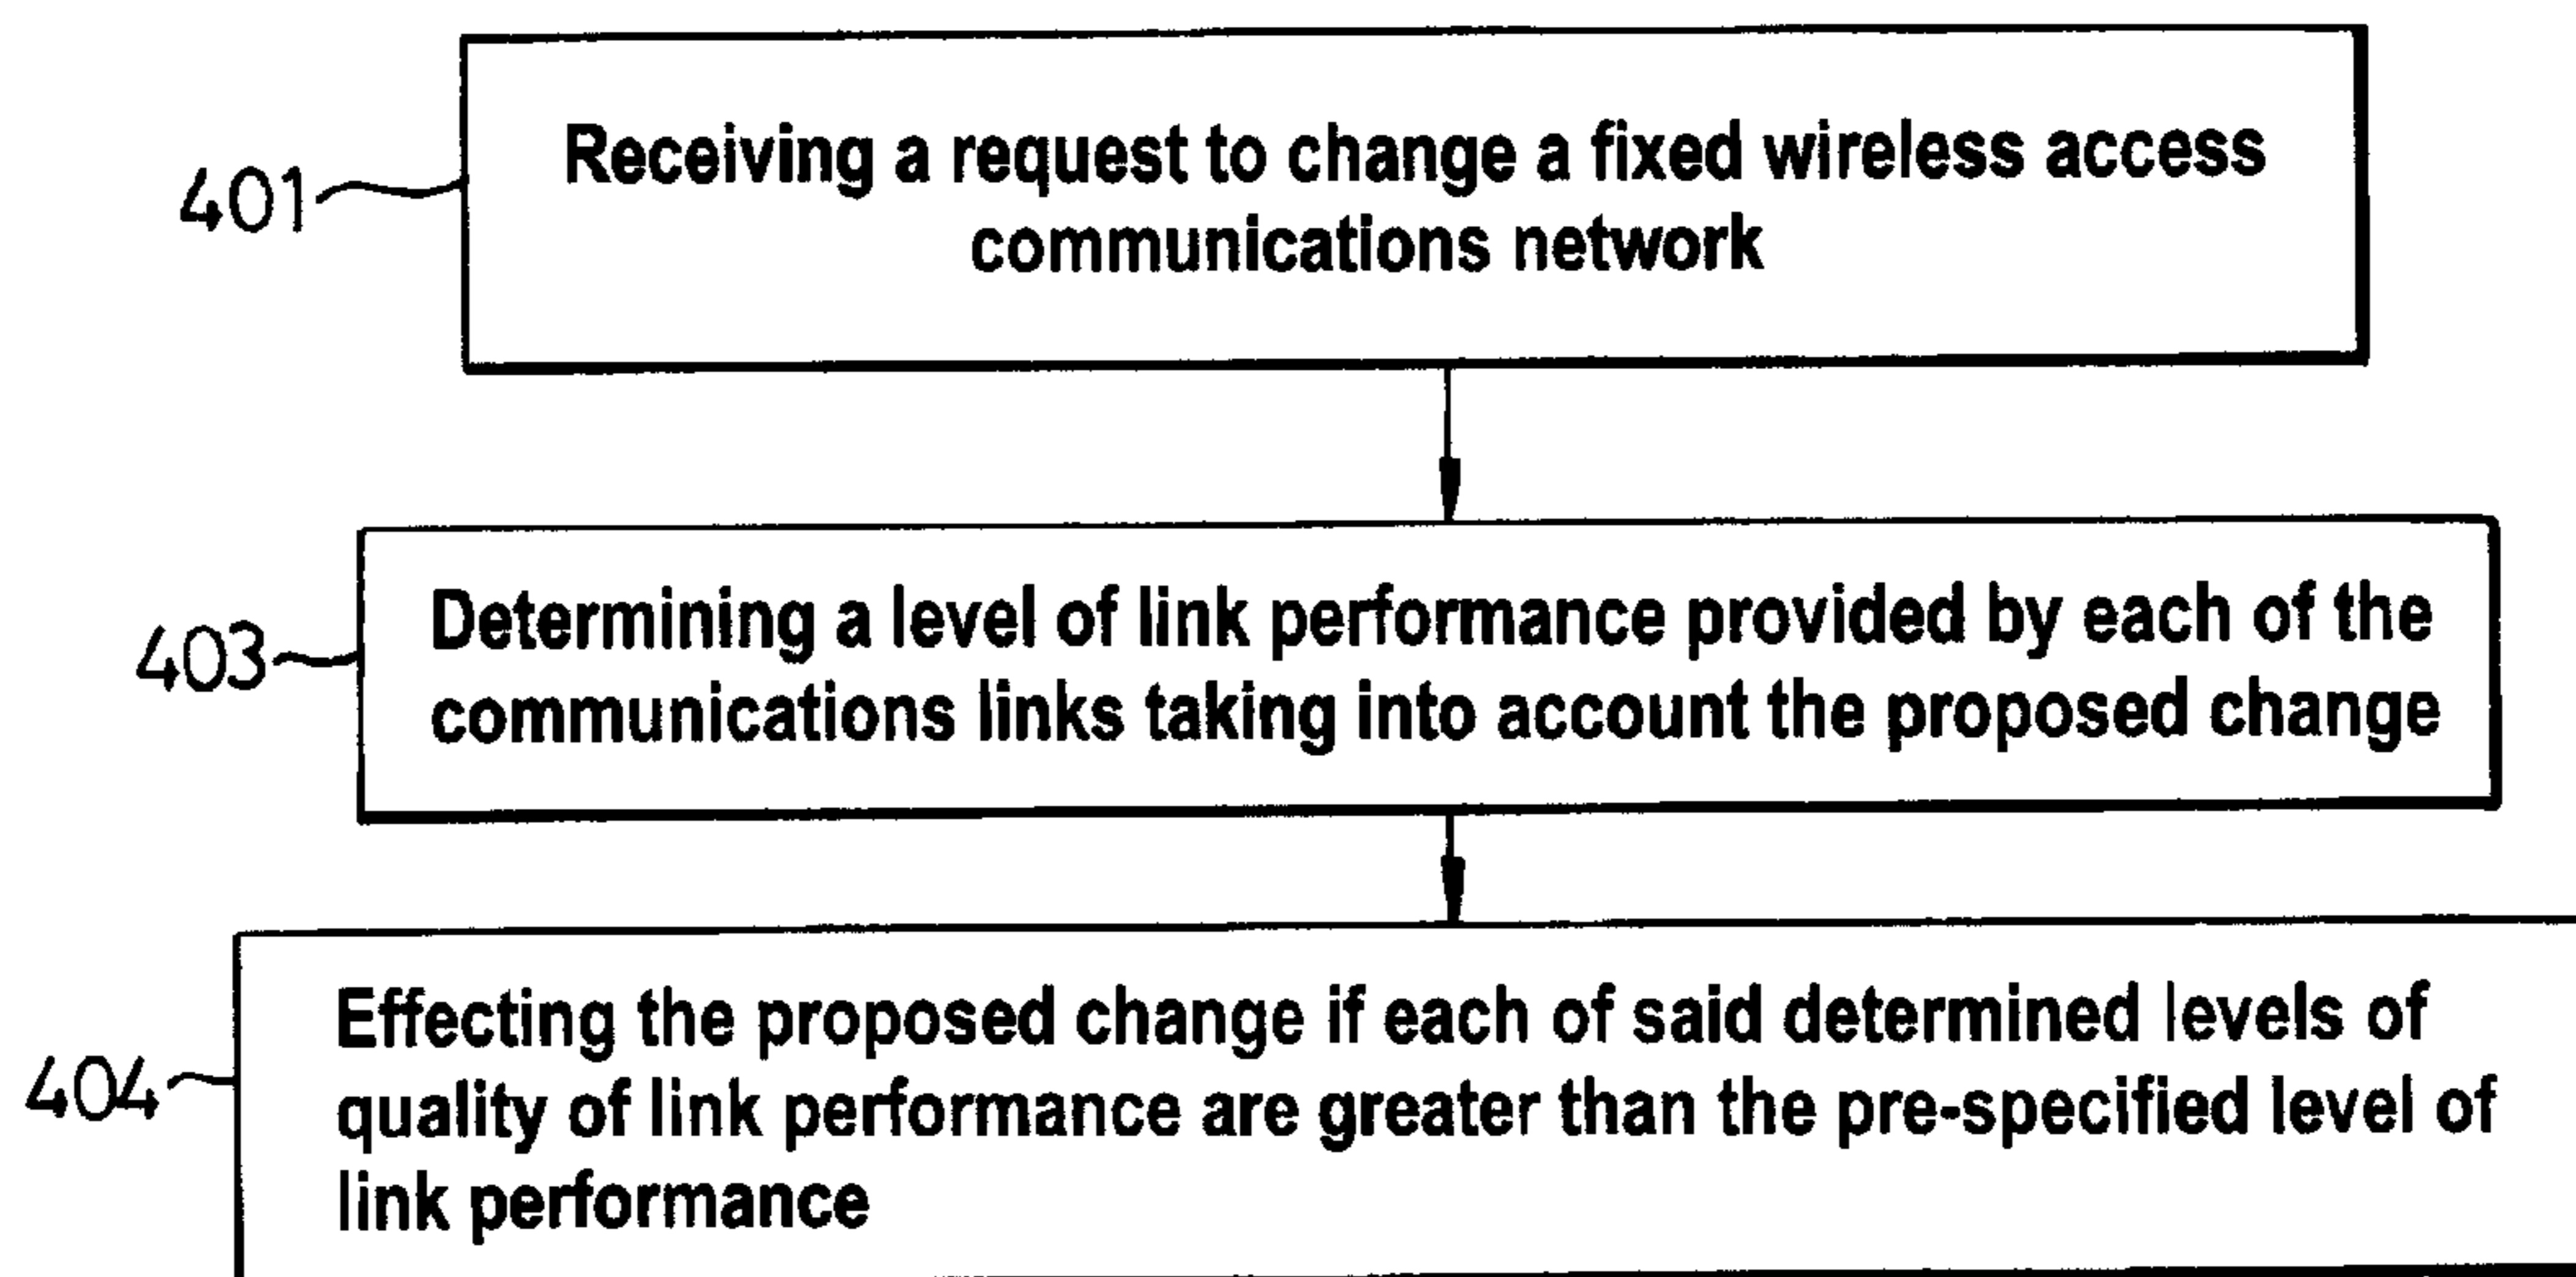 Receiving a request to change a fixed wireless access
communications network
401
Determining a level of link performance provided by each of the
communications links taking into account the proposed change
403
Effecting the proposed change if each of said determined levels of
quality of link performance are greater than the pre-specified level of
link performance
404